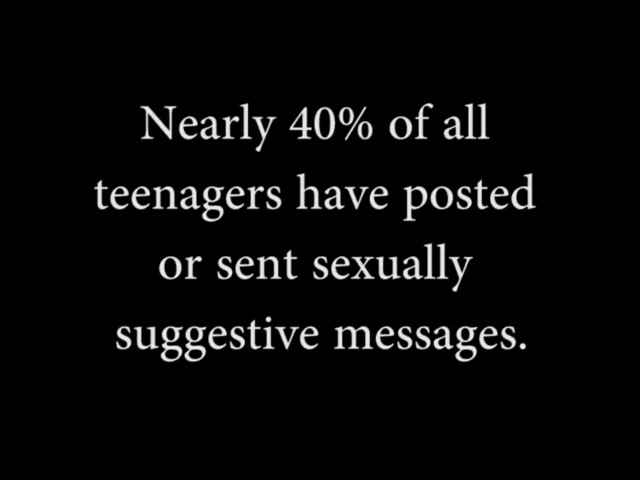 Nearly 40% of all
teenagers have posted
or sent sexually
suggestive messages.